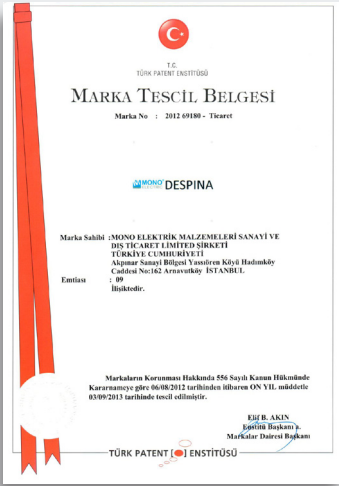 T.C.
TÜRK PATENT ENSTİTÜSÜ
MARKA TESCİL BELGESİ
Marka No : 2012 69180 - Ticaret
MONO ELECTRIC DESPINA
Marka Sahibi :MONO ELEKTRİK MALZEMELERİ SANAYİ VE
DIŞ TİCARET LİMİTED ŞİRKETİ
TÜRKİYE CUMHURİYETİ
Akpınar Sanayi Bölgesi Yassıören Köyü Hadımköy
Caddesi No:162 Arnavutköy İSTANBUL
Emtiası : 09
İlişiktedir.
Markaların Korunması Hakkında 556 Sayılı Kanun Hükmünde
Kararnameye göre 06/08/2012 tarihinden itibaren ON YIL müddetle
03/09/2013 tarihinde tescil edilmiştir.
Elif B. AKIN
Enstitü Başkanı a.
Markalar Dairesi Başkanı
TÜRK PATENT ENSTİTÜSÜ